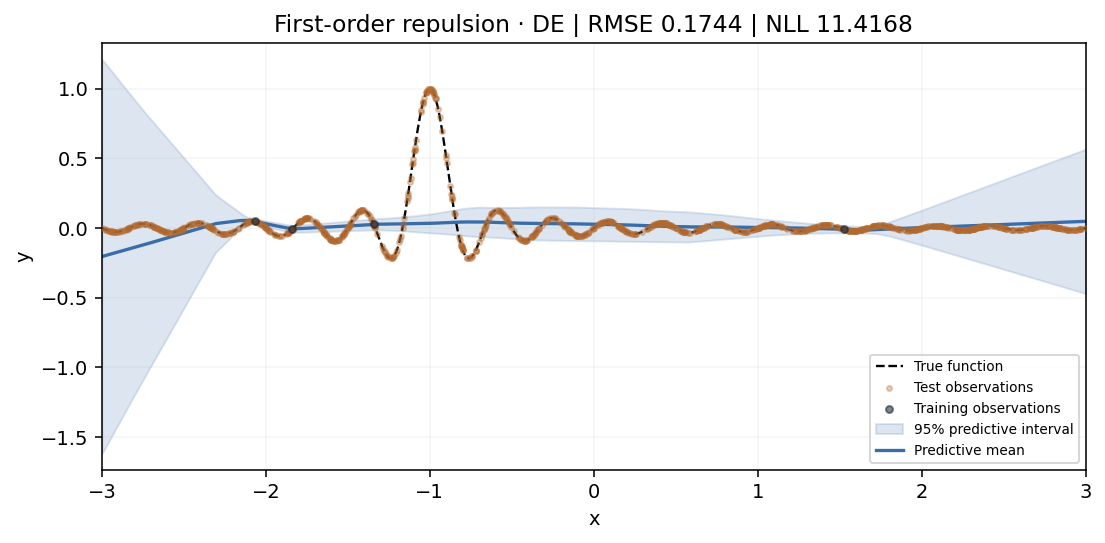 First-order repulsion · DE | RMSE 0.1744 | NLL 11.4168
y
1.0
0.5
0.0
−0.5
−1.0
−1.5
True function
Test observations
Training observations
95% predictive interval
Predictive mean
−3 −2 −1 0 1 2 3
x